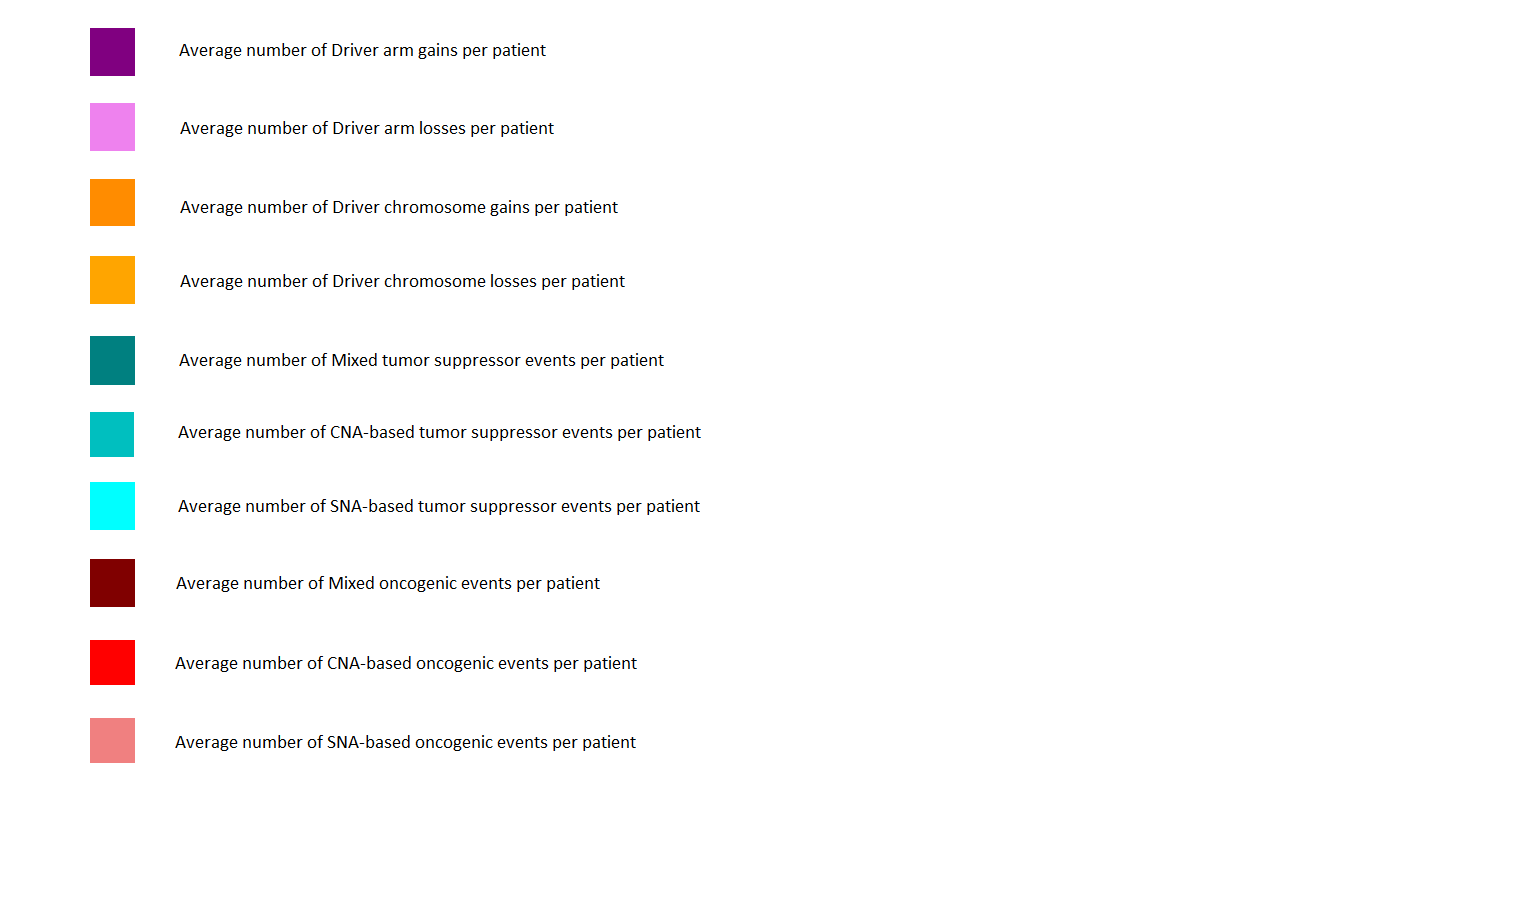 Average number of Driver arm gains per patient
Average number of Driver arm losses per patient
Average number of Driver chromosome gains per patient
Average number of Driver chromosome losses per patient
Average number of Mixed tumor suppressor events per patient
Average number of CNA-based tumor suppressor events per patient
Average number of SNA-based tumor suppressor events per patient
Average number of Mixed oncogenic events per patient
Average number of CNA-based oncogenic events per patient
Average number of SNA-based oncogenic events per patient